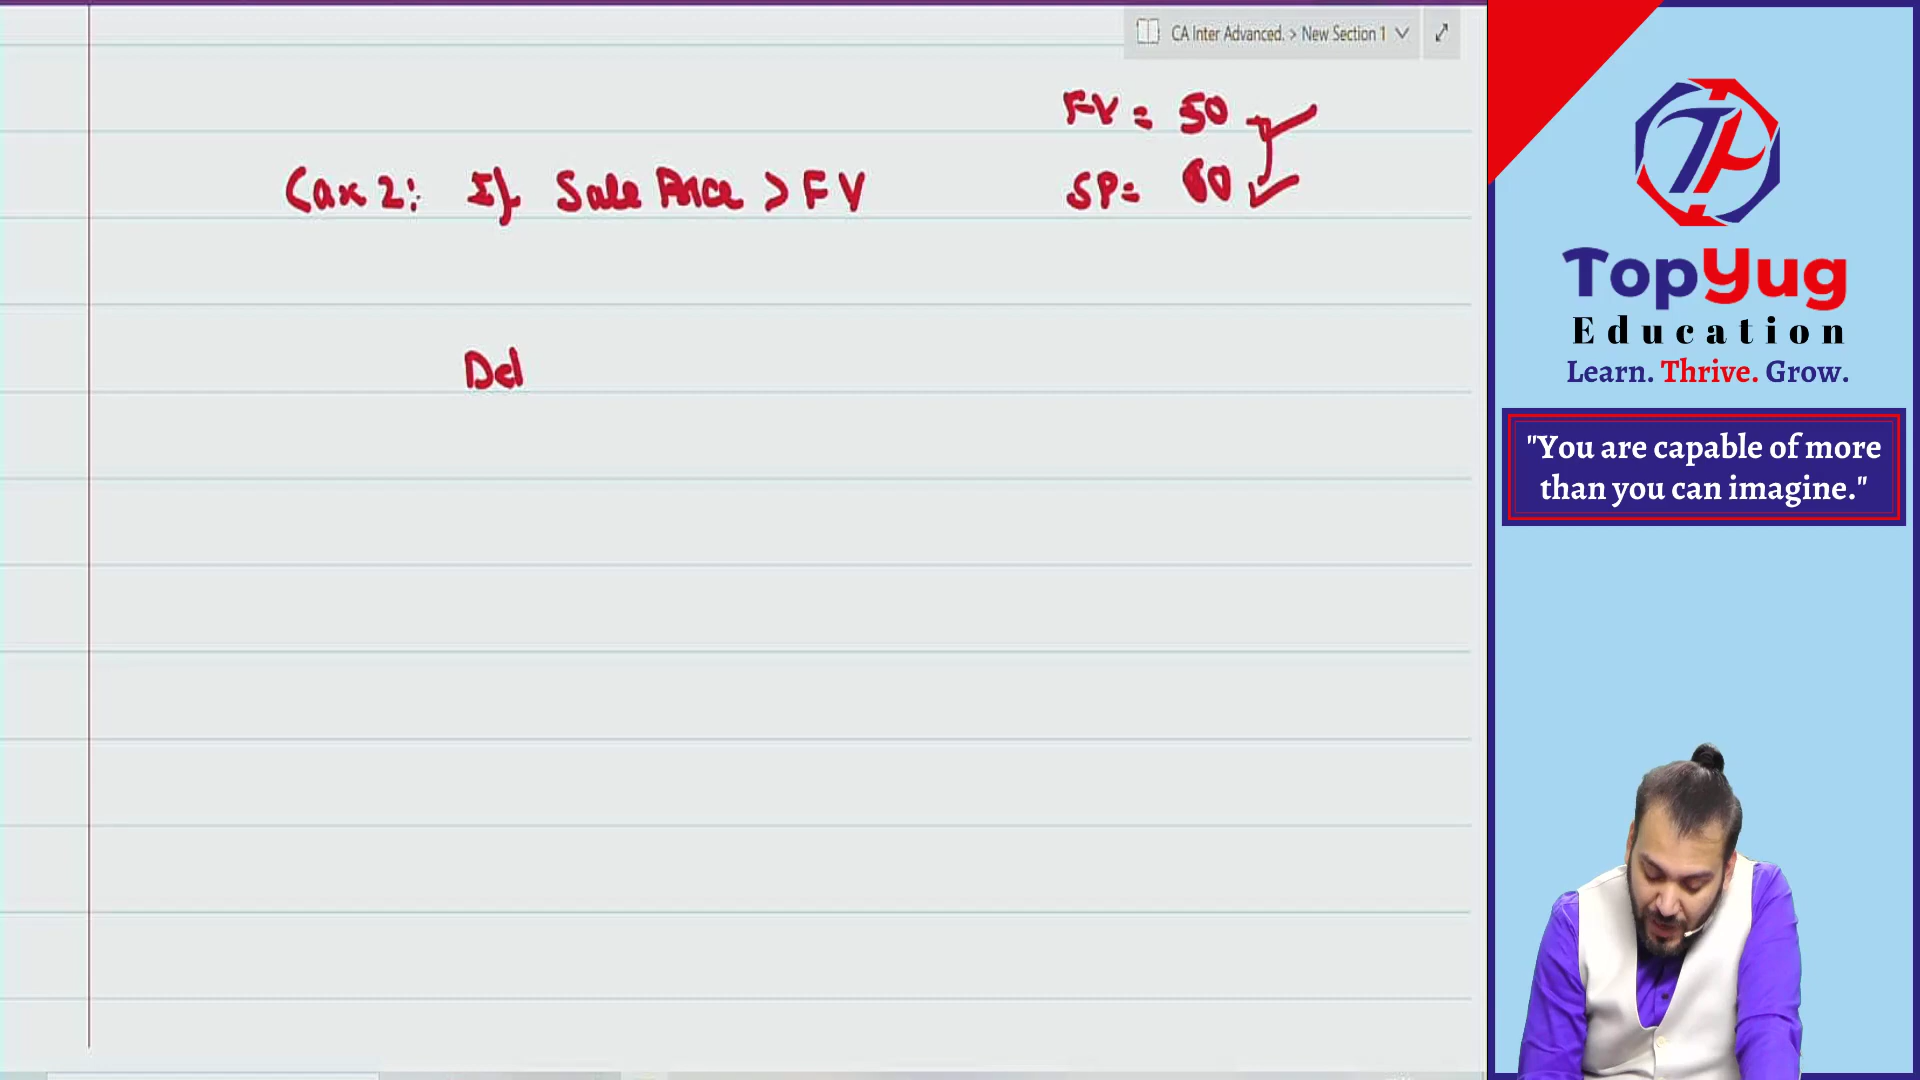 CA Inter Advanced. > New Section 1
FV = 50
Case 2: If Sale Price > FV
SP = 60
Del
TopYug
Education
Learn. Thrive. Grow.
"You are capable of more
than you can imagine."